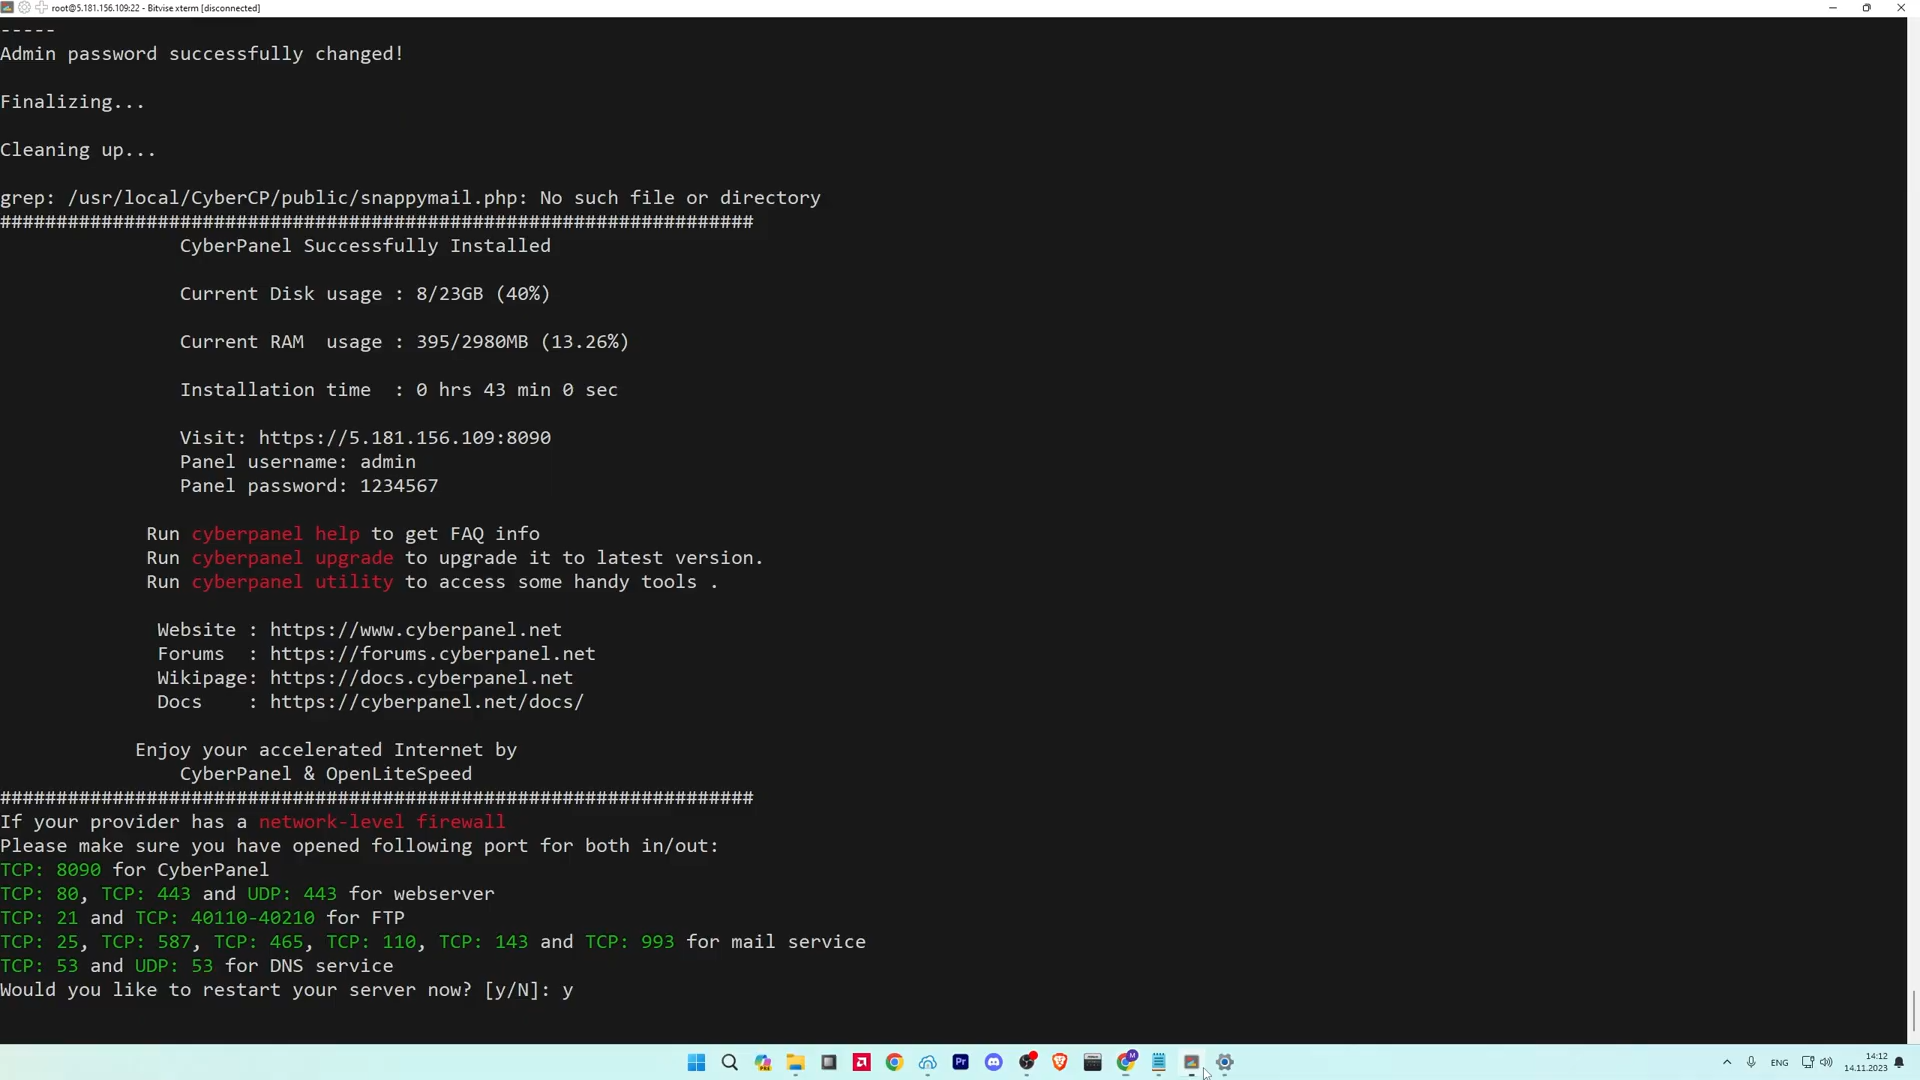 root@5.181.156.109:22 - Bitvise xterm [disconnected]
-----
Admin password successfully changed!
Finalizing...
Cleaning up...
grep: /usr/local/CyberCP/public/snappymail.php: No such file or directory
###################################################################
CyberPanel Successfully Installed
Current Disk usage : 8/23GB (40%)
Current RAM  usage : 395/2980MB (13.26%)
Installation time  : 0 hrs 43 min 0 sec
Visit: https://5.181.156.109:8090
Panel username: admin
Panel password: 1234567
Run cyberpanel help to get FAQ info
Run cyberpanel upgrade to upgrade it to latest version.
Run cyberpanel utility to access some handy tools .
Website : https://www.cyberpanel.net
Forums  : https://forums.cyberpanel.net
Wikipage: https://docs.cyberpanel.net
Docs    : https://cyberpanel.net/docs/
Enjoy your accelerated Internet by
CyberPanel & OpenLiteSpeed
###################################################################
If your provider has a network-level firewall
Please make sure you have opened following port for both in/out:
TCP: 8090 for CyberPanel
TCP: 80, TCP: 443 and UDP: 443 for webserver
TCP: 21 and TCP: 40110-40210 for FTP
TCP: 25, TCP: 587, TCP: 465, TCP: 110, TCP: 143 and TCP: 993 for mail service
TCP: 53 and UDP: 53 for DNS service
Would you like to restart your server now? [y/N]: y
Pr
M
ENG
14:12
14.11.2023